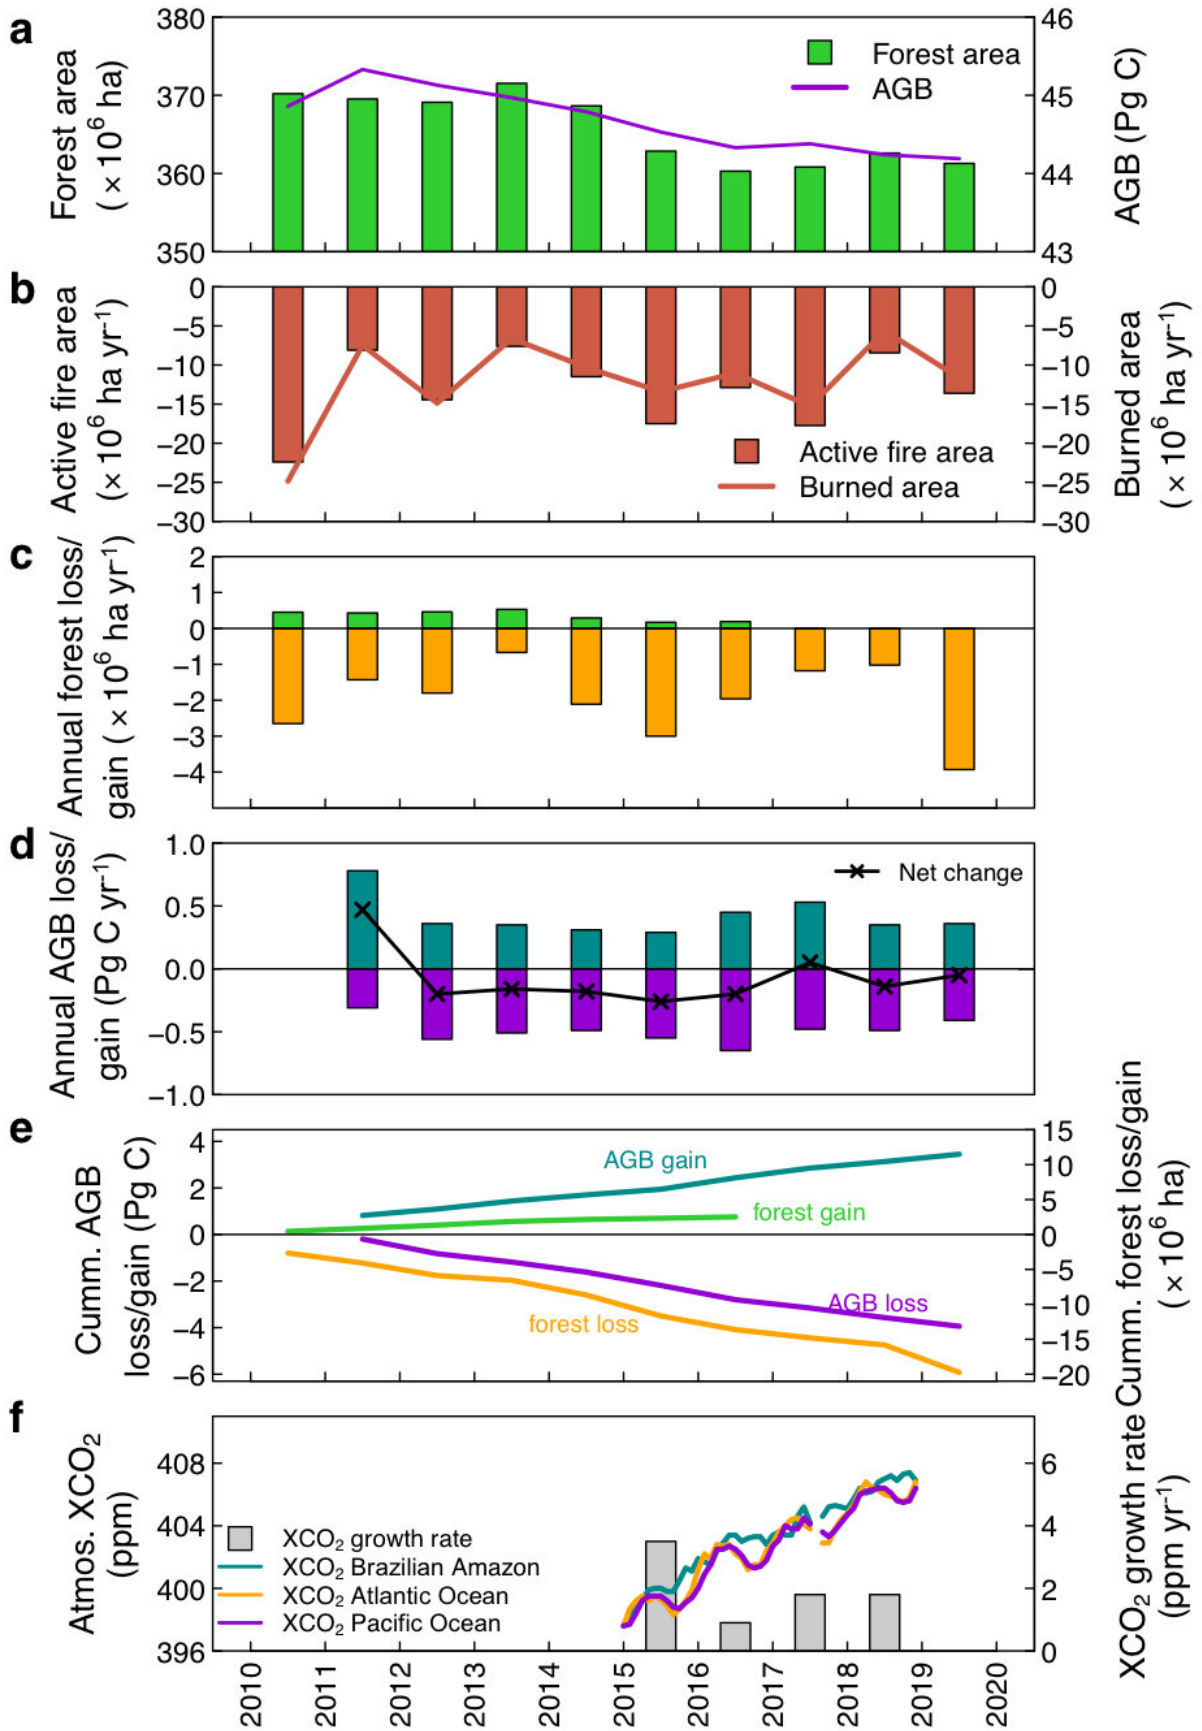 a
Forest area
(× 10⁶ ha)
380
370
360
350
Forest area
AGB
46
45
44
43
AGB (Pg C)
b
Active fire area
(× 10⁶ ha yr⁻¹)
0
−5
−10
−15
−20
−25
−30
Active fire area
Burned area
0
−5
−10
−15
−20
−25
−30
Burned area
(× 10⁶ ha yr⁻¹)
c
Annual forest loss/
gain (× 10⁶ ha yr⁻¹)
2
1
0
−1
−2
−3
−4
d
Annual AGB loss/
gain (Pg C yr⁻¹)
1.0
0.5
0.0
−0.5
−1.0
Net change
e
Cumm. AGB
loss/gain (Pg C)
4
2
0
−2
−4
−6
AGB gain
forest gain
AGB loss
forest loss
15
10
5
0
−5
−10
−15
−20
Cumm. forest loss/gain
(× 10⁶ ha)
f
Atmos. XCO₂
(ppm)
408
404
400
396
XCO₂ growth rate
XCO₂ Brazilian Amazon
XCO₂ Atlantic Ocean
XCO₂ Pacific Ocean
6
4
2
0
XCO₂ growth rate
(ppm yr⁻¹)
2010
2011
2012
2013
2014
2015
2016
2017
2018
2019
2020